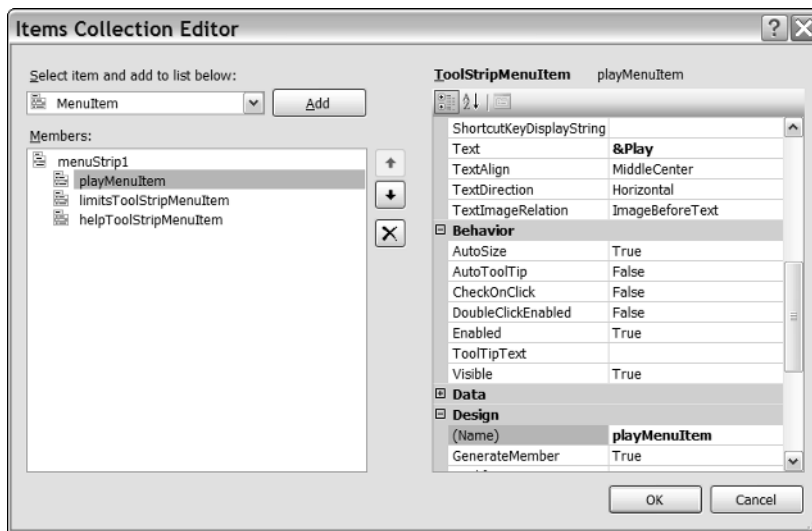 Items Collection Editor
Select item and add to list below:
MenuItem
Add
Members:
menuStrip1
playMenuItem
limitsToolStripMenuItem
helpToolStripMenuItem
ToolStripMenuItem playMenuItem
ShortcutKeyDisplayString
Text &Play
TextAlign MiddleCenter
TextDirection Horizontal
TextImageRelation ImageBeforeText
Behavior
AutoSize True
AutoToolTip False
CheckOnClick False
DoubleClickEnabled False
Enabled True
ToolTipText
Visible True
Data
Design
(Name) playMenuItem
GenerateMember True
OK Cancel